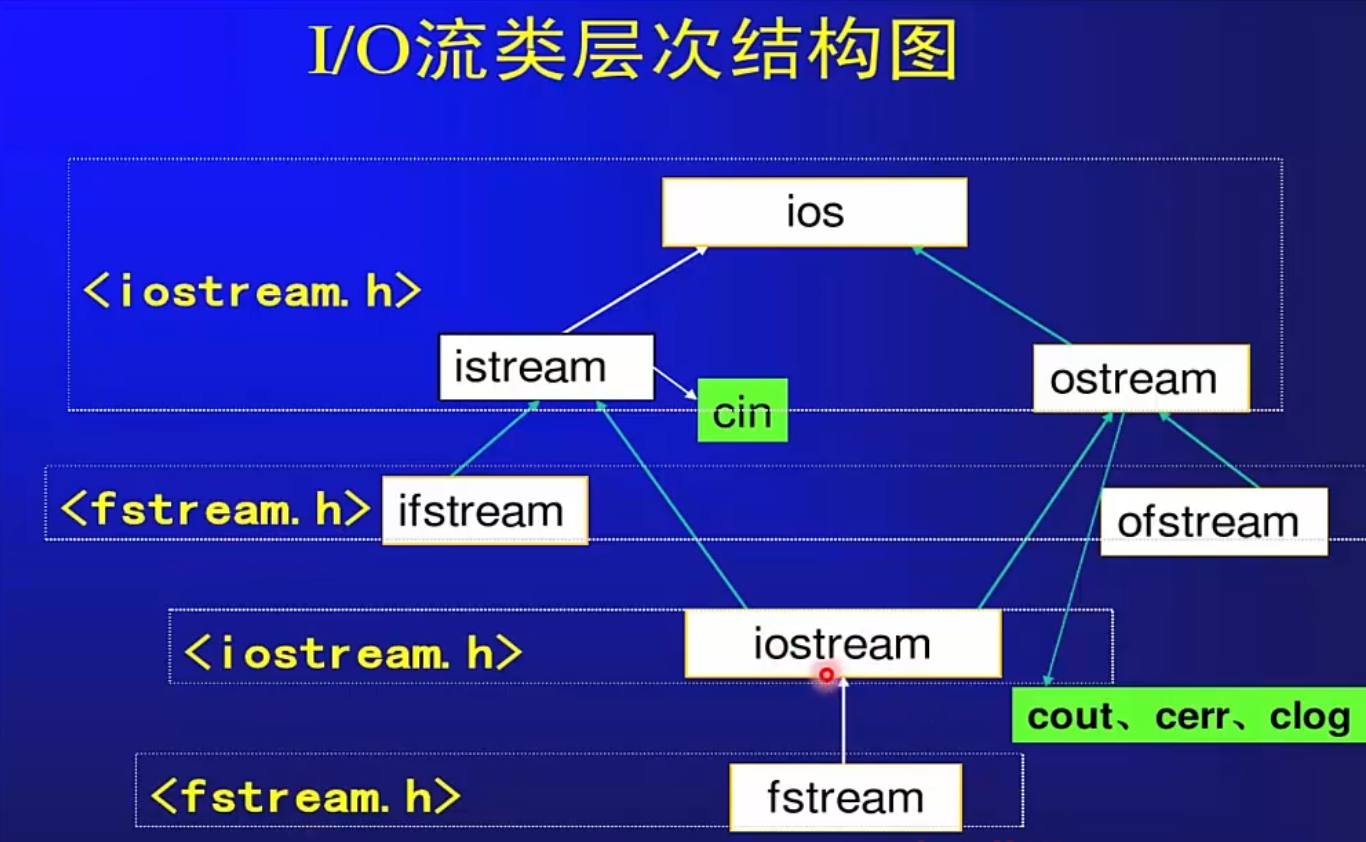 I/O流类层次结构图
ios
<iostream.h>
istream
ostream
cin
<fstream.h>
ifstream
ofstream
<iostream.h>
iostream
cout、cerr、clog
<fstream.h>
fstream